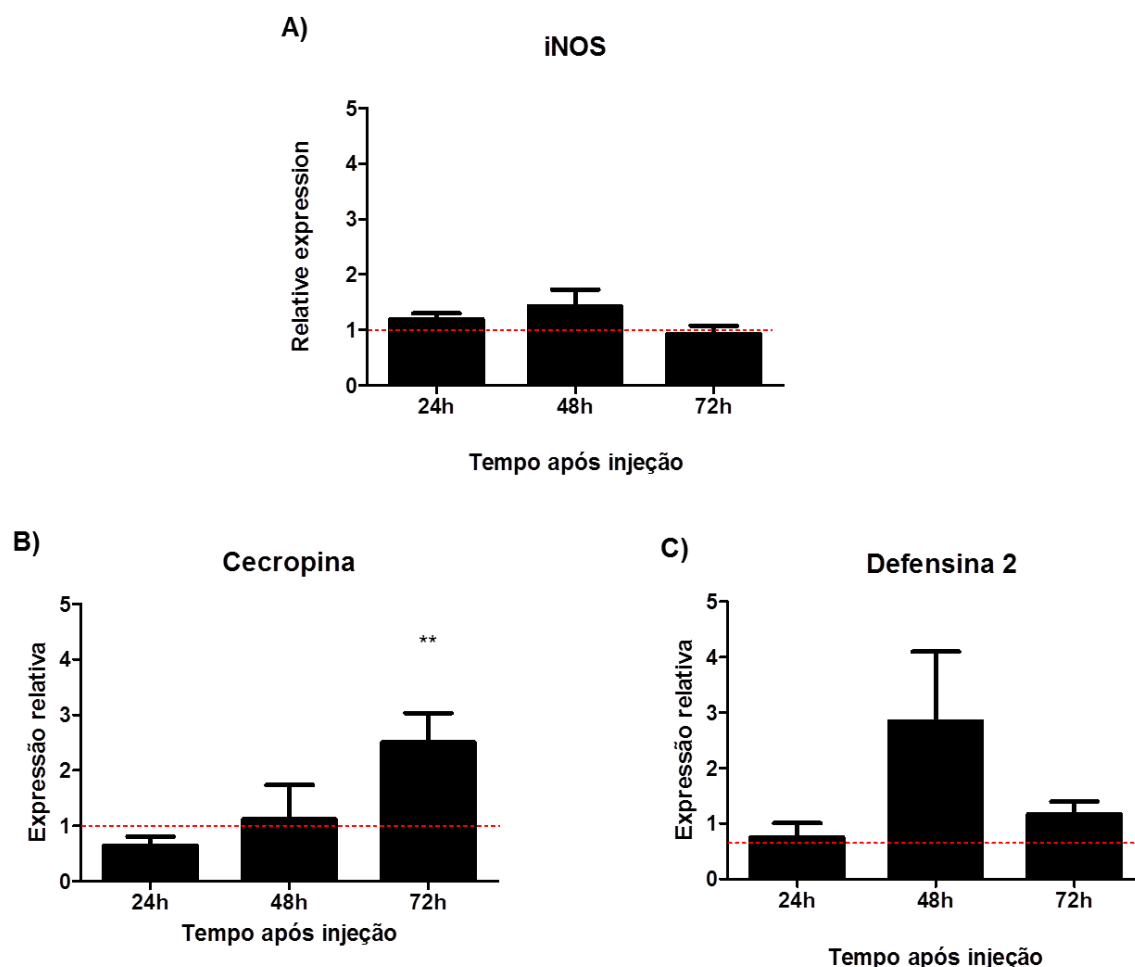 A)
iNOS
Relative expression
5
4
3
2
1
0
24h 48h 72h
Tempo após injeção
B)
Cecropina
Expressão relativa
5
4
3
2
1
0
**
24h 48h 72h
Tempo após injeção
C)
Defensina 2
Expressão relativa
5
4
3
2
1
0
24h 48h 72h
Tempo após injeção